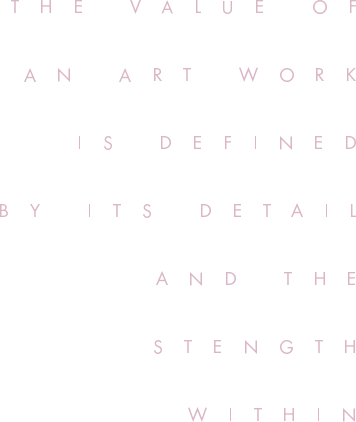 THE VALUE OF
AN ART WORK
IS DEFINED
BY ITS DETAIL
AND THE
STENGTH
WITHIN